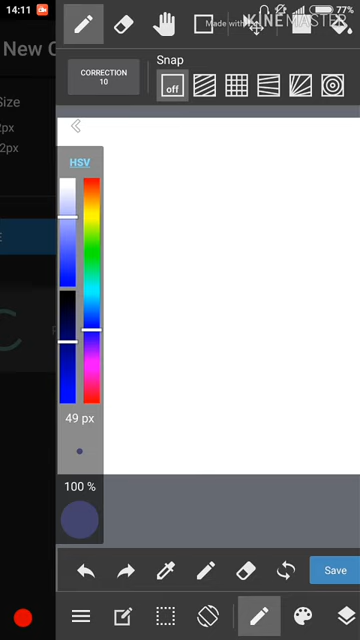 14:11
77%
New C
Made with
KINEMASTER
CORRECTION
10
Snap
off
Size
2px
2px
E
HSV
49 px
100 %
Save